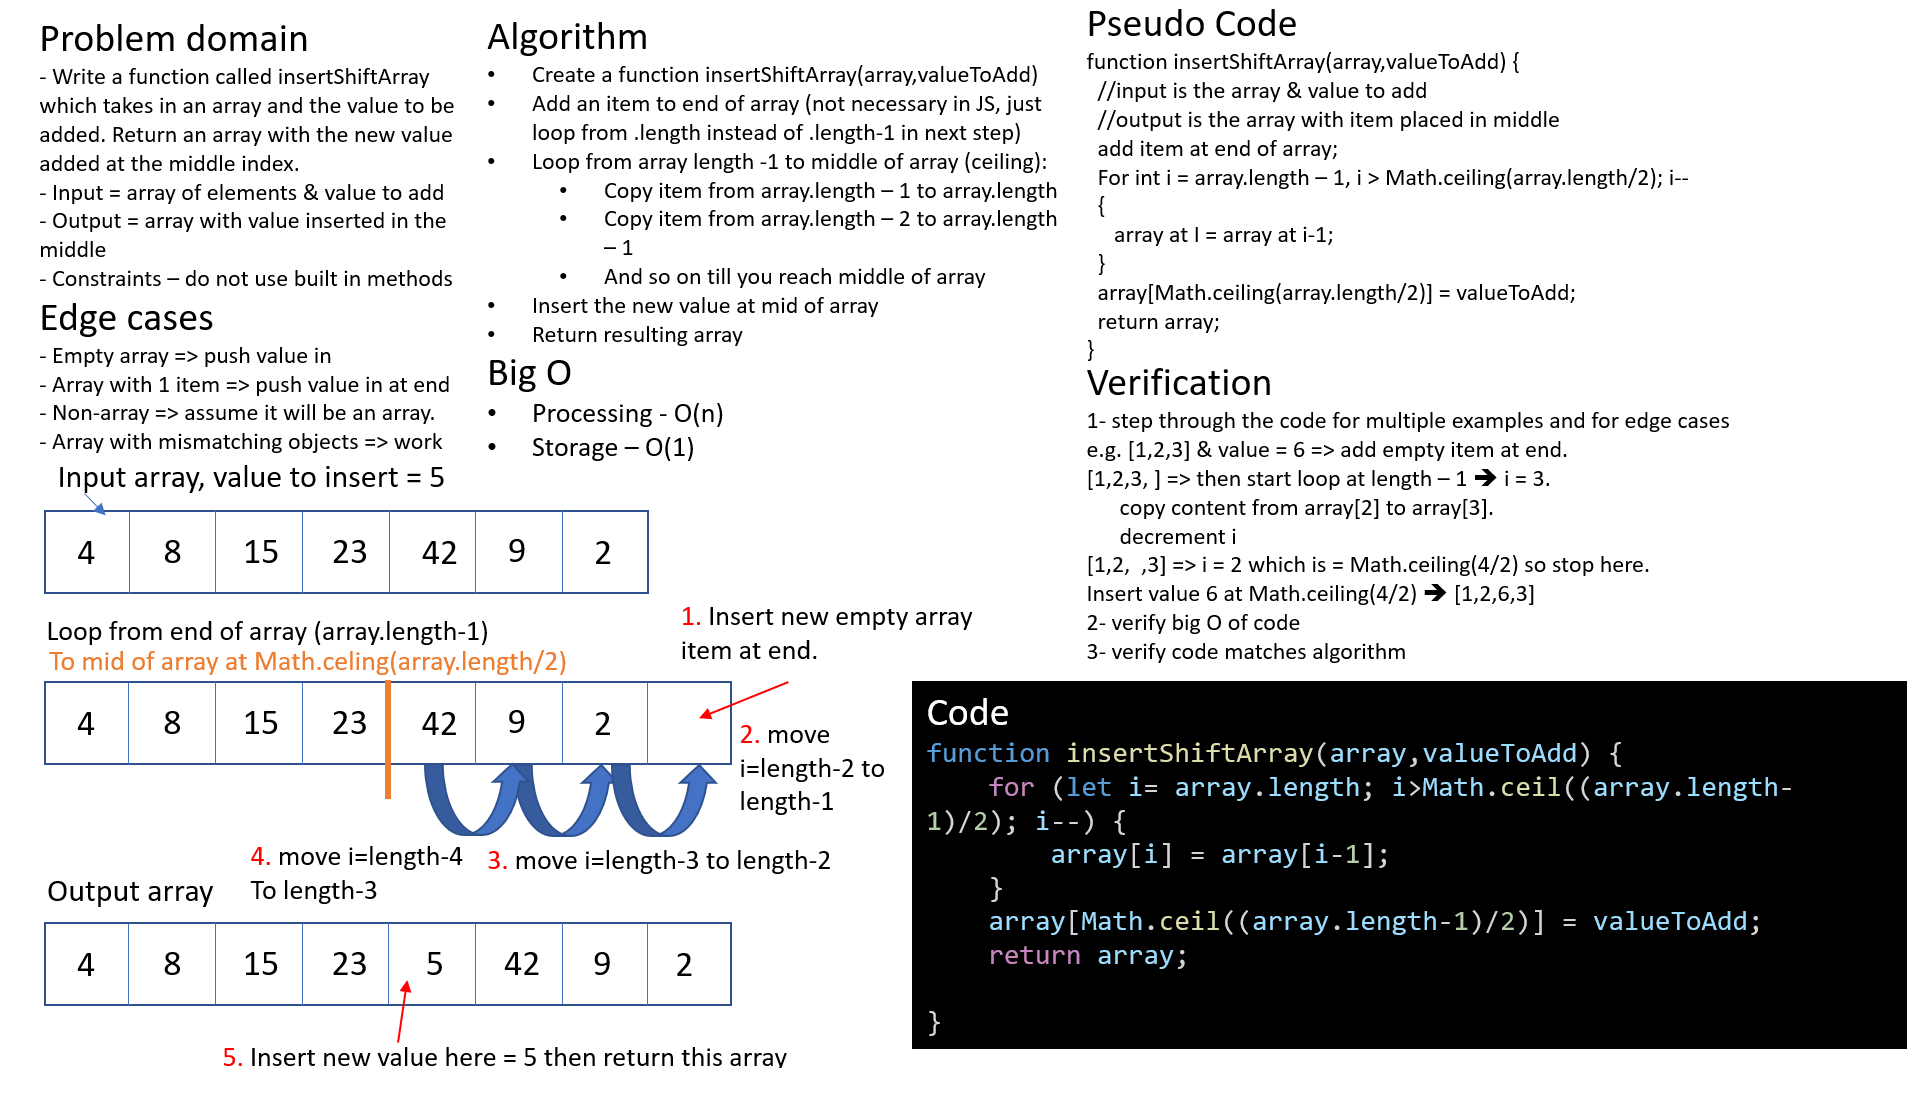 Problem domain
- Write a function called insertShiftArray
which takes in an array and the value to be
added. Return an array with the new value
added at the middle index.
- Input = array of elements & value to add
- Output = array with value inserted in the
middle
- Constraints – do not use built in methods
Edge cases
- Empty array => push value in
- Array with 1 item => push value in at end
- Non-array => assume it will be an array.
- Array with mismatching objects => work
Input array, value to insert = 5
4 8 15 23 42 9 2
Loop from end of array (array.length-1)
To mid of array at Math.celing(array.length/2)
1. Insert new empty array
item at end.
4 8 15 23 42 9 2
2. move
i=length-2 to
length-1
4. move i=length-4
To length-3
3. move i=length-3 to length-2
Output array
4 8 15 23 5 42 9 2
5. Insert new value here = 5 then return this array
Algorithm
• Create a function insertShiftArray(array,valueToAdd)
• Add an item to end of array (not necessary in JS, just
loop from .length instead of .length-1 in next step)
• Loop from array length -1 to middle of array (ceiling):
• Copy item from array.length – 1 to array.length
• Copy item from array.length – 2 to array.length
– 1
• And so on till you reach middle of array
• Insert the new value at mid of array
• Return resulting array
Big O
• Processing - O(n)
• Storage – O(1)
Pseudo Code
function insertShiftArray(array,valueToAdd) {
//input is the array & value to add
//output is the array with item placed in middle
add item at end of array;
For int i = array.length – 1, i > Math.ceiling(array.length/2); i--
{
array at I = array at i-1;
}
array[Math.ceiling(array.length/2)] = valueToAdd;
return array;
}
Verification
1- step through the code for multiple examples and for edge cases
e.g. [1,2,3] & value = 6 => add empty item at end.
[1,2,3, ] => then start loop at length – 1 🡺 i = 3.
copy content from array[2] to array[3].
decrement i
[1,2, ,3] => i = 2 which is = Math.ceiling(4/2) so stop here.
Insert value 6 at Math.ceiling(4/2) 🡺 [1,2,6,3]
2- verify big O of code
3- verify code matches algorithm
Code
function insertShiftArray(array,valueToAdd) {
for (let i= array.length; i>Math.ceil((array.length-
1)/2); i--) {
array[i] = array[i-1];
}
array[Math.ceil((array.length-1)/2)] = valueToAdd;
return array;
}